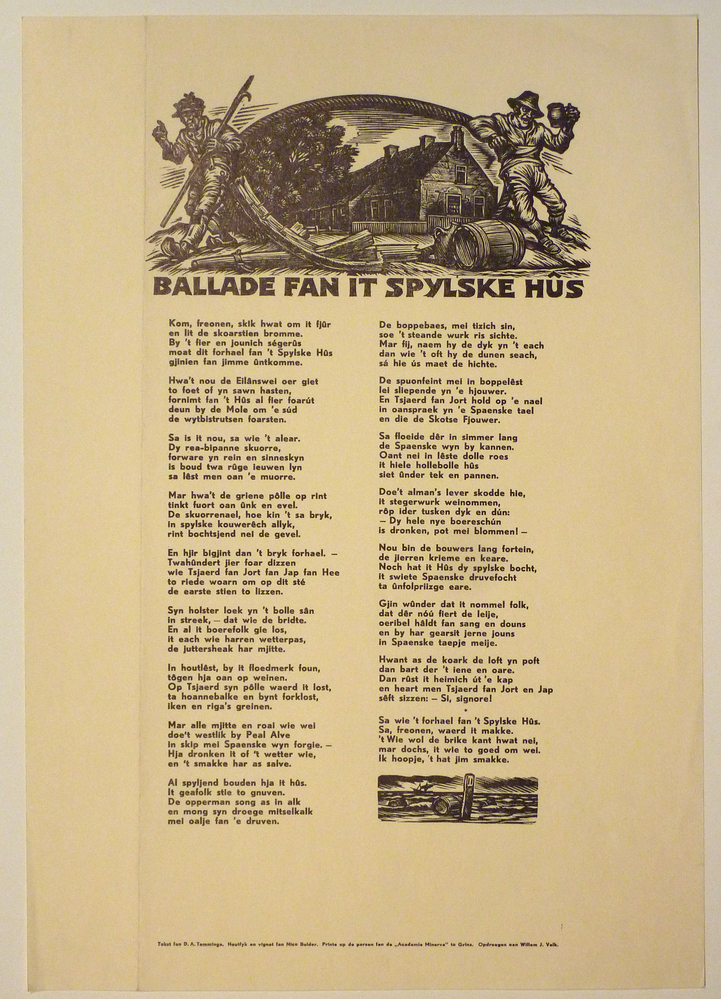 BALLADE FAN IT SPYLSKE HÛS
Kom, freonen, skik hwat om it fjûr
en lit de skoarstien bromme.
By 't fier en jounich ségerûs
moat dit forhael fan 't Spylske Hûs
gjinien fan jimme ûntkomme.
Hwa't nou de Eilânswei oer giet
to foet of yn sawn hasten,
fornimt fan 't Hûs al fier foarút
deun by de Mole om 'e súd
de wytbistrutsen foarsten.
Sa is it nou, sa wie 't alear.
Dy rea-bipanne skuorre,
forware yn rein en sinneskyn
is boud twa rûge ieuwen lyn
sa lêst men oan 'e muorre.
Mar hwa't de griene pôlle op rint
tinkt fuort oan ûnk en evel.
De skuorrenael, hoe kin 't sa bryk,
in spylske kouwerêch allyk,
rint bochtsjend nei de gevel.
En hjir bigjint dan 't bryk forhael. —
Twahûndert jier foar dizzen
wie Tsjaerd fan Jort fan Jap fan Hee
to riede woarn om op dit sté
de earste stien to lizzen.
Syn holster loek yn 't bolle sân
in streek, — dat wie de bridte.
En al it boerefolk gie los,
it each wie harren wetterpas,
de juttersheak har mjitte.
In houtlêst, by it floedmerk foun,
tôgen hja oan op weinen.
Op Tsjaerd syn pôlle waerd it lost,
ta hoannebalke en bynt forklost,
iken en riga's greinen.
Mar alle mjitte en roai wie wei
doe't westlik by Peal Alve
in skip mei Spaenske wyn forgie. —
Hja dronken it of 't wetter wie,
en 't smakke har as salve.
Al spyljend bouden hja it hûs.
It geafolk stie to gnuven.
De opperman song as in alk
en mong syn droege mitselkalk
mei oalje fan 'e druven.
De boppebaes, mei tizich sin,
soe 't steande wurk ris sichte.
Mar fij, naem hy de dyk yn 't each
dan wie 't oft hy de dunen seach,
sá hie ús maet de hichte.
De spuonfeint mei in boppelêst
lei sliepende yn 'e hjouwer.
En Tsjaerd fan Jort hold op 'e nael
in oanspraek yn 'e Spaenske tael
en die de Skotse Fjouwer.
Sa floeide dêr in simmer lang
de Spaenske wyn by kannen.
Oant nei in lêste dolle roes
it hiele hollebolle hûs
siet ûnder tek en pannen.
Doe't alman's lever skodde hie,
it stegerwurk weinommen,
rôp ider tusken dyk en dún:
— Dy hele nye boereschún
is dronken, pot mei blommen! —
Nou bin de bouwers lang fortein,
de jierren krieme en keare.
Noch hat it Hûs dy spylske bocht,
it swiete Spaenske druvefocht
ta ûnfolpriizge eare.
Gjin wûnder dat it nommel folk,
dat dêr nóú fiert de leije,
oeribel hâldt fan sang en douns
en by har gearsit jerne jouns
in Spaenske taepje meije.
Hwant as de koark de loft yn poft
dan bart der 't iene en oare.
Dan rûst it heimich út 'e kap
en heart men Tsjaerd fan Jort en Jap
sêft sizzen: — Si, signore!
*
Sa wie 't forhael fan 't Spylske Hûs.
Sa, freonen, waerd it makke.
't Wie wol de brike kant hwat nei,
mar dochs, it wie to goed om wei.
Ik hoopje, 't hat jim smakke.
Tekst fan D. A. Tamminga. Houtlyk en vignet fan Nico Bulder. Printe op de parsen fan de „Academie Minerva" to Grins. Opdroegen oan Willem J. Valk.